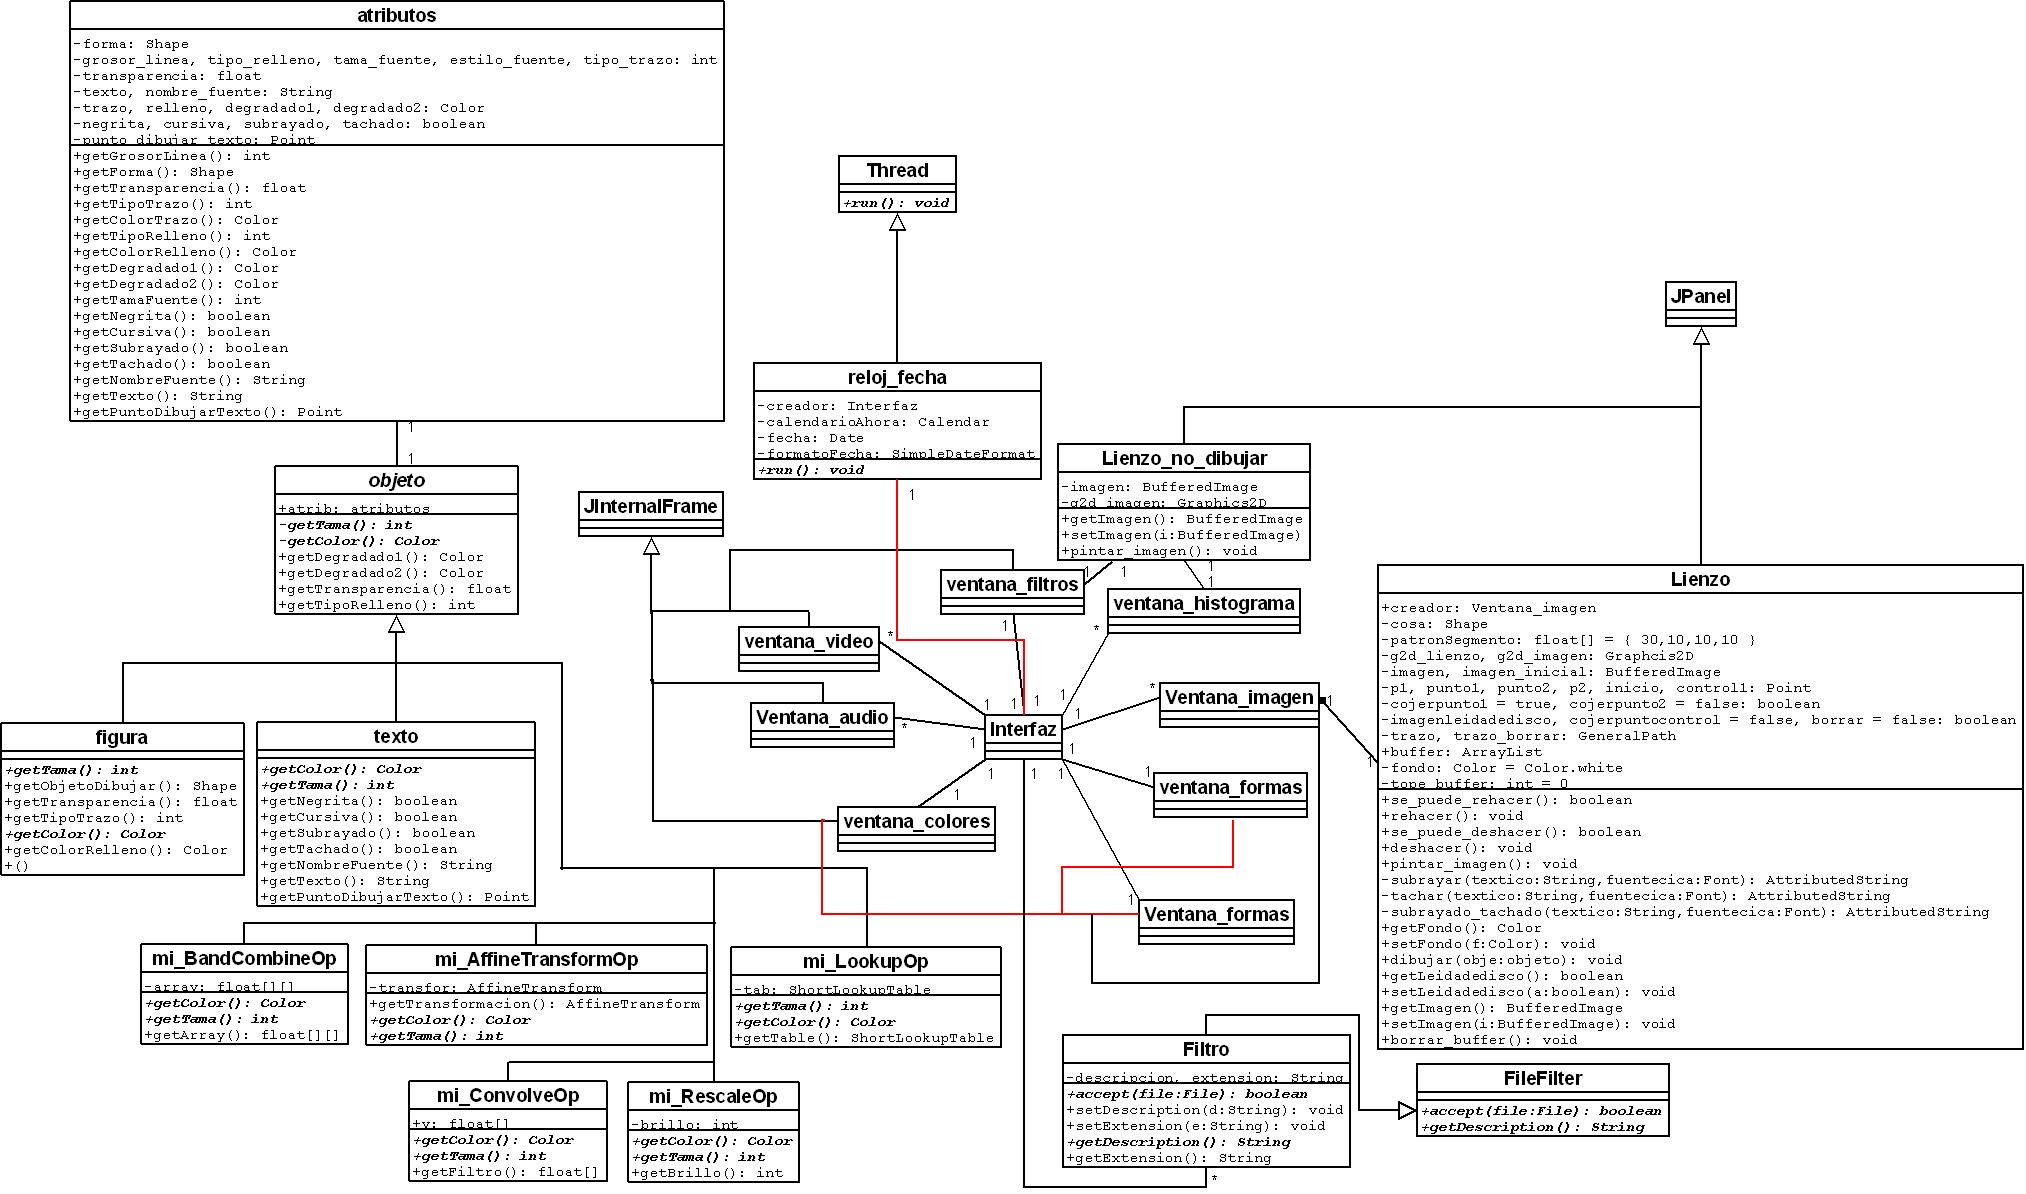 atributos
-forma: Shape
-grosor_linea, tipo_relleno, tama_fuente, estilo_fuente, tipo_trazo: int
-transparencia: float
-texto, nombre_fuente: String
-trazo, relleno, degradado1, degradado2: Color
-negrita, cursiva, subrayado, tachado: boolean
-punto_dibujar_texto: Point
+getGrosorLinea(): int
+getForma(): Shape
+getTransparencia(): float
+getTipoTrazo(): int
+getColorTrazo(): Color
+getTipoRelleno(): int
+getColorRelleno(): Color
+getDegradado1(): Color
+getDegradado2(): Color
+getTamaFuente(): int
+getNegrita(): boolean
+getCursiva(): boolean
+getSubrayado(): boolean
+getTachado(): boolean
+getNombreFuente(): String
+getTexto(): String
+getPuntoDibujarTexto(): Point
1
1
objeto
+atrib: atributos
-getTama(): int
-getColor(): Color
+getDegradado1(): Color
+getDegradado2(): Color
+getTransparencia(): float
+getTipoRelleno(): int
figura
+getTama(): int
+getObjetoDibujar(): Shape
+getTransparencia(): float
+getTipoTrazo(): int
+getColor(): Color
+getColorRelleno(): Color
+()
texto
+getColor(): Color
+getTama(): int
+getNegrita(): boolean
+getCursiva(): boolean
+getSubrayado(): boolean
+getTachado(): boolean
+getNombreFuente(): String
+getTexto(): String
+getPuntoDibujarTexto(): Point
mi_BandCombineOp
-array: float[][]
+getColor(): Color
+getTama(): int
+getArray(): float[][]
mi_AffineTransformOp
-transfor: AffineTransform
+getTransformacion(): AffineTransform
+getColor(): Color
+getTama(): int
mi_LookupOp
-tab: ShortLookupTable
+getTama(): int
+getColor(): Color
+getTable(): ShortLookupTable
mi_ConvolveOp
+v: float[]
+getColor(): Color
+getTama(): int
+getFiltro(): float[]
mi_RescaleOp
-brillo: int
+getColor(): Color
+getTama(): int
+getBrillo(): int
Thread
+run(): void
reloj_fecha
-creador: Interfaz
-calendarioAhora: Calendar
-fecha: Date
-formatoFecha: SimpleDateFormat
+run(): void
1
JInternalFrame
JPanel
Lienzo_no_dibujar
-imagen: BufferedImage
-g2d_imagen: Graphics2D
+getImagen(): BufferedImage
+setImagen(i:BufferedImage)
+pintar_imagen(): void
1
1
1
1
ventana_filtros
1
ventana_histograma
*
ventana_video
*
Ventana_audio
*
Ventana_imagen
*
1
1
Interfaz
1
1
1
1
1
1
1
1
1
1
ventana_colores
1
ventana_formas
1
Ventana_formas
1
Lienzo
+creador: Ventana_imagen
-cosa: Shape
-patronSegmento: float[] = { 30,10,10,10 }
-g2d_lienzo, g2d_imagen: Graphcis2D
-imagen, imagen_inicial: BufferedImage
-p1, punto1, punto2, p2, inicio, control1: Point
-cojerpunto1 = true, cojerpunto2 = false: boolean
-imagenleidadedisco, cojerpuntocontrol = false, borrar = false: boolean
-trazo, trazo_borrar: GeneralPath
+buffer: ArrayList
-fondo: Color = Color.white
-tope_buffer: int = 0
+se_puede_rehacer(): boolean
+rehacer(): void
+se_puede_deshacer(): boolean
+deshacer(): void
+pintar_imagen(): void
-subrayar(textico:String,fuentecica:Font): AttributedString
-tachar(textico:String,fuentecica:Font): AttributedString
-subrayado_tachado(textico:String,fuentecica:Font): AttributedString
+getFondo(): Color
+setFondo(f:Color): void
+dibujar(obje:objeto): void
+getLeidadedisco(): boolean
+setLeidadedisco(a:boolean): void
+getImagen(): BufferedImage
+setImagen(i:BufferedImage): void
+borrar_buffer(): void
Filtro
-descripcion, extension: String
+accept(file:File): boolean
+setDescription(d:String): void
+setExtension(e:String): void
+getDescription(): String
+getExtension(): String
*
FileFilter
+accept(file:File): boolean
+getDescription(): String